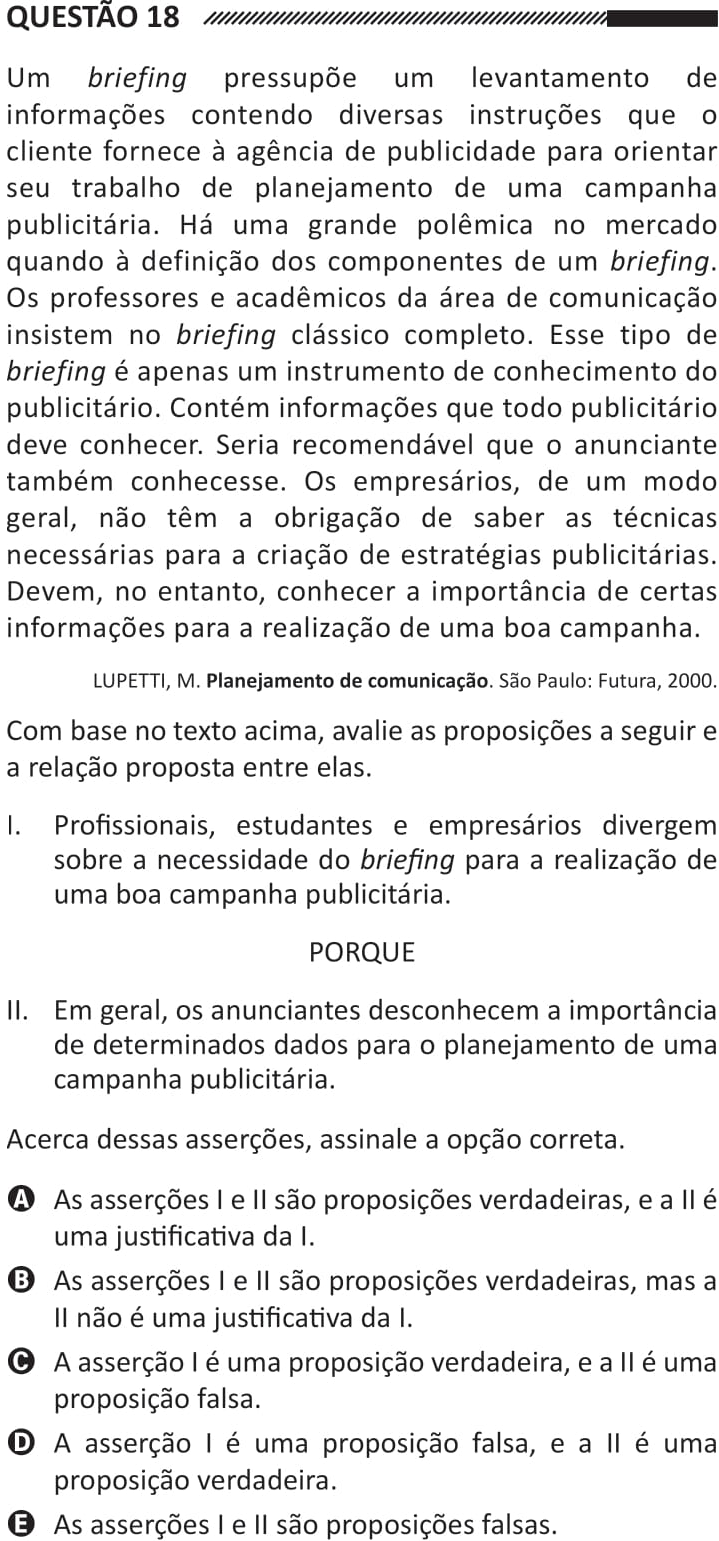 QUESTÃO 18
Um briefing pressupõe um levantamento de
informações contendo diversas instruções que o
cliente fornece à agência de publicidade para orientar
seu trabalho de planejamento de uma campanha
publicitária. Há uma grande polêmica no mercado
quando à definição dos componentes de um briefing.
Os professores e acadêmicos da área de comunicação
insistem no briefing clássico completo. Esse tipo de
briefing é apenas um instrumento de conhecimento do
publicitário. Contém informações que todo publicitário
deve conhecer. Seria recomendável que o anunciante
também conhecesse. Os empresários, de um modo
geral, não têm a obrigação de saber as técnicas
necessárias para a criação de estratégias publicitárias.
Devem, no entanto, conhecer a importância de certas
informações para a realização de uma boa campanha.
LUPETTI, M. Planejamento de comunicação. São Paulo: Futura, 2000.
Com base no texto acima, avalie as proposições a seguir e
a relação proposta entre elas.
I. Profissionais, estudantes e empresários divergem
sobre a necessidade do briefing para a realização de
uma boa campanha publicitária.
PORQUE
II. Em geral, os anunciantes desconhecem a importância
de determinados dados para o planejamento de uma
campanha publicitária.
Acerca dessas asserções, assinale a opção correta.
A As asserções I e II são proposições verdadeiras, e a II é
uma justificativa da I.
B As asserções I e II são proposições verdadeiras, mas a
II não é uma justificativa da I.
C A asserção I é uma proposição verdadeira, e a II é uma
proposição falsa.
D A asserção I é uma proposição falsa, e a II é uma
proposição verdadeira.
E As asserções I e II são proposições falsas.